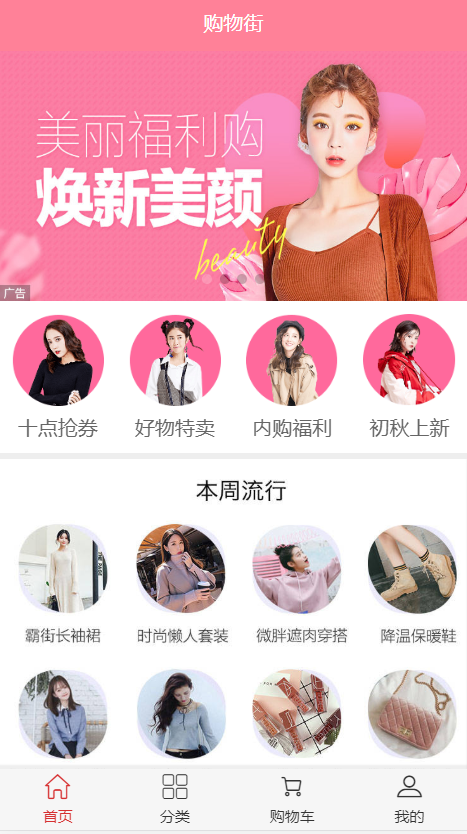 购物街
美丽福利购
焕新美颜
beauty
广告
十点抢券
好物特卖
内购福利
初秋上新
本周流行
霸街长袖裙
时尚懒人套装
微胖遮肉穿搭
降温保暖鞋
首页
分类
购物车
我的